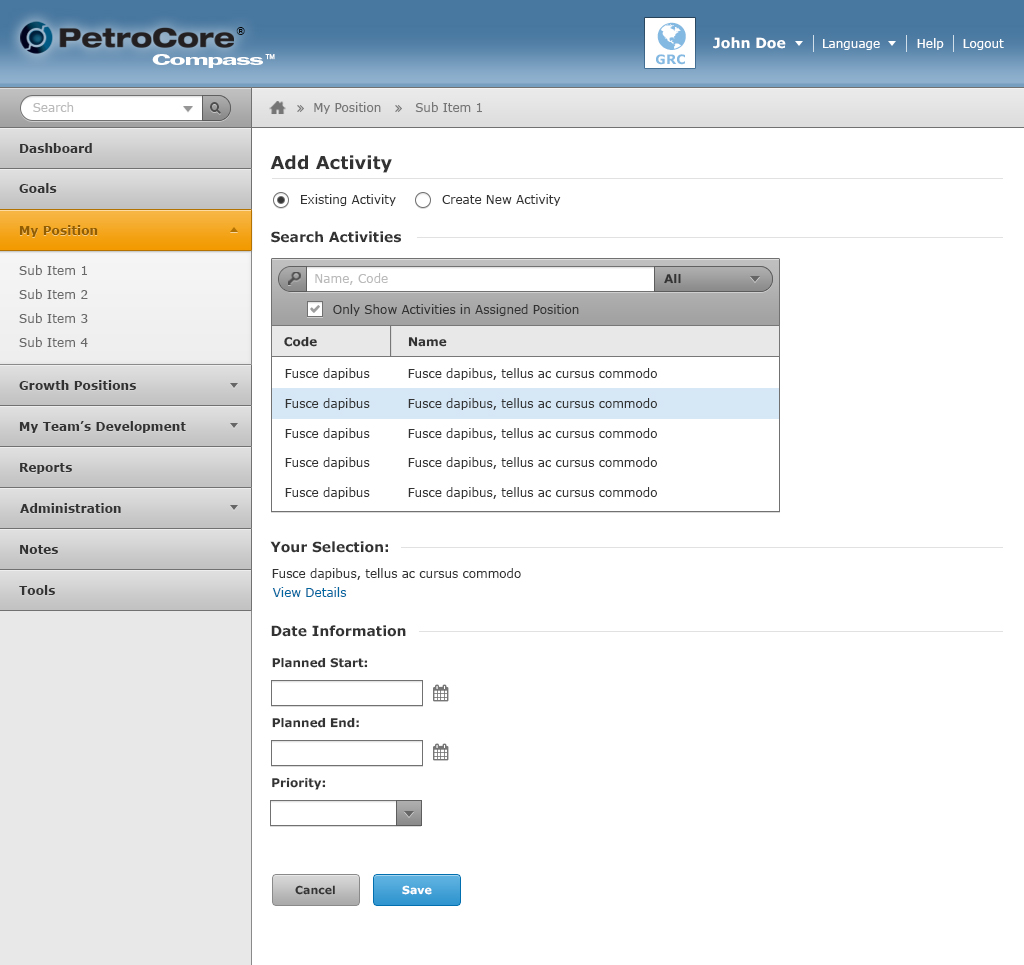 PetroCore®
Compass™
GRC
John Doe
Language
Help
Logout
Search
My Position
Sub Item 1
Dashboard
Goals
My Position
Sub Item 1
Sub Item 2
Sub Item 3
Sub Item 4
Growth Positions
My Team’s Development
Reports
Administration
Notes
Tools
Add Activity
Existing Activity
Create New Activity
Search Activities
Name, Code
All
Only Show Activities in Assigned Position
Code Name
Fusce dapibus Fusce dapibus, tellus ac cursus commodo
Fusce dapibus Fusce dapibus, tellus ac cursus commodo
Fusce dapibus Fusce dapibus, tellus ac cursus commodo
Fusce dapibus Fusce dapibus, tellus ac cursus commodo
Fusce dapibus Fusce dapibus, tellus ac cursus commodo
Your Selection:
Fusce dapibus, tellus ac cursus commodo
View Details
Date Information
Planned Start:
Planned End:
Priority:
Cancel
Save